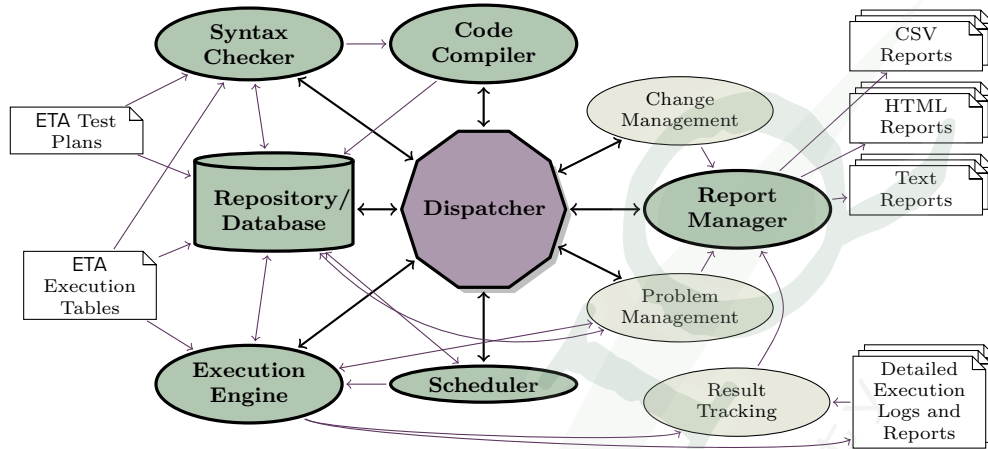 Syntax
Checker
Code
Compiler
CSV
Reports
Change
Management
HTML
Reports
ETA Test
Plans
Repository/
Database
Dispatcher
Report
Manager
Text
Reports
ETA
Execution
Tables
Problem
Management
Execution
Engine
Scheduler
Result
Tracking
Detailed
Execution
Logs and
Reports